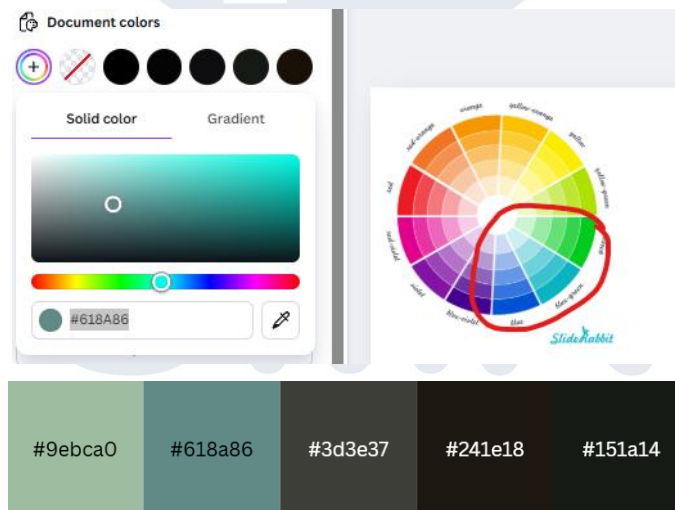 Document colors
+
Solid color
Gradient
#618A86
orange
yellow-orange
red-orange
yellow
red
yellow-green
red-violet
violet
blue-green
blue-violet
blue
SlideRabbit
#9ebca0
#618a86
#3d3e37
#241e18
#151a14